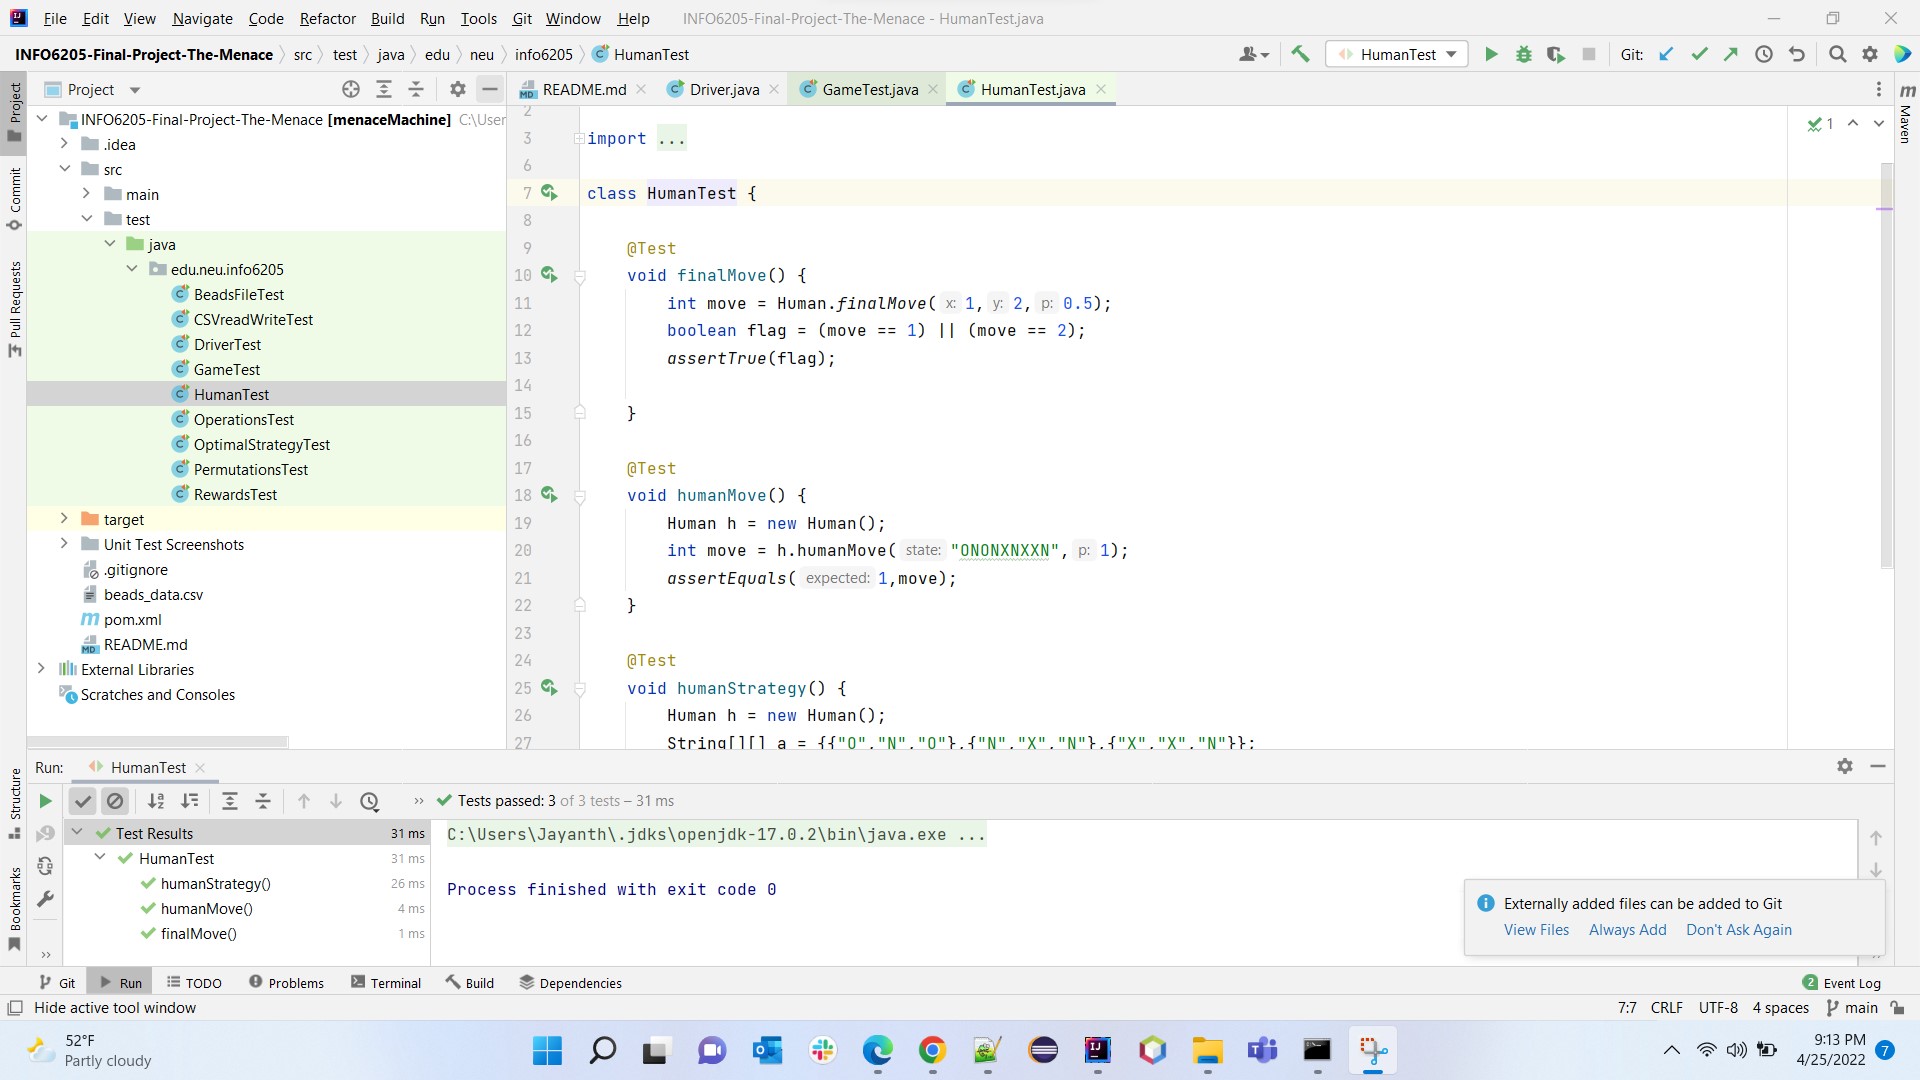 File Edit View Navigate Code Refactor Build Run Tools Git Window Help INFO6205-Final-Project-The-Menace - HumanTest.java
INFO6205-Final-Project-The-Menace src test java edu neu info6205 HumanTest HumanTest Git:
Project
Commit
Pull Requests
Structure
Bookmarks
Project
INFO6205-Final-Project-The-Menace [menaceMachine] C:\User
.idea
src
main
test
java
edu.neu.info6205
BeadsFileTest
CSVreadWriteTest
DriverTest
GameTest
HumanTest
OperationsTest
OptimalStrategyTest
PermutationsTest
RewardsTest
target
Unit Test Screenshots
.gitignore
beads_data.csv
pom.xml
README.md
External Libraries
Scratches and Consoles
README.md Driver.java GameTest.java HumanTest.java
Maven
1
2
3 import ...
6
7 class HumanTest {
8
9 @Test
10 void finalMove() {
11 int move = Human.finalMove( x: 1, y: 2, p: 0.5);
12 boolean flag = (move == 1) || (move == 2);
13 assertTrue(flag);
14
15 }
16
17 @Test
18 void humanMove() {
19 Human h = new Human();
20 int move = h.humanMove( state: "ONONXNXXN", p: 1);
21 assertEquals( expected: 1,move);
22 }
23
24 @Test
25 void humanStrategy() {
26 Human h = new Human();
27 String[][] a = {{"O","N","O"},{"N","X","N"},{"X","X","N"}};
Run: HumanTest
Tests passed: 3 of 3 tests – 31 ms
Test Results 31 ms
HumanTest 31 ms
humanStrategy() 26 ms
humanMove() 4 ms
finalMove() 1 ms
C:\Users\Jayanth\.jdks\openjdk-17.0.2\bin\java.exe ...
Process finished with exit code 0
Externally added files can be added to Git
View Files Always Add Don't Ask Again
Git Run TODO Problems Terminal Build Dependencies 2 Event Log
Hide active tool window 7:7 CRLF UTF-8 4 spaces main
52°F
Partly cloudy
9:13 PM
4/25/2022
7